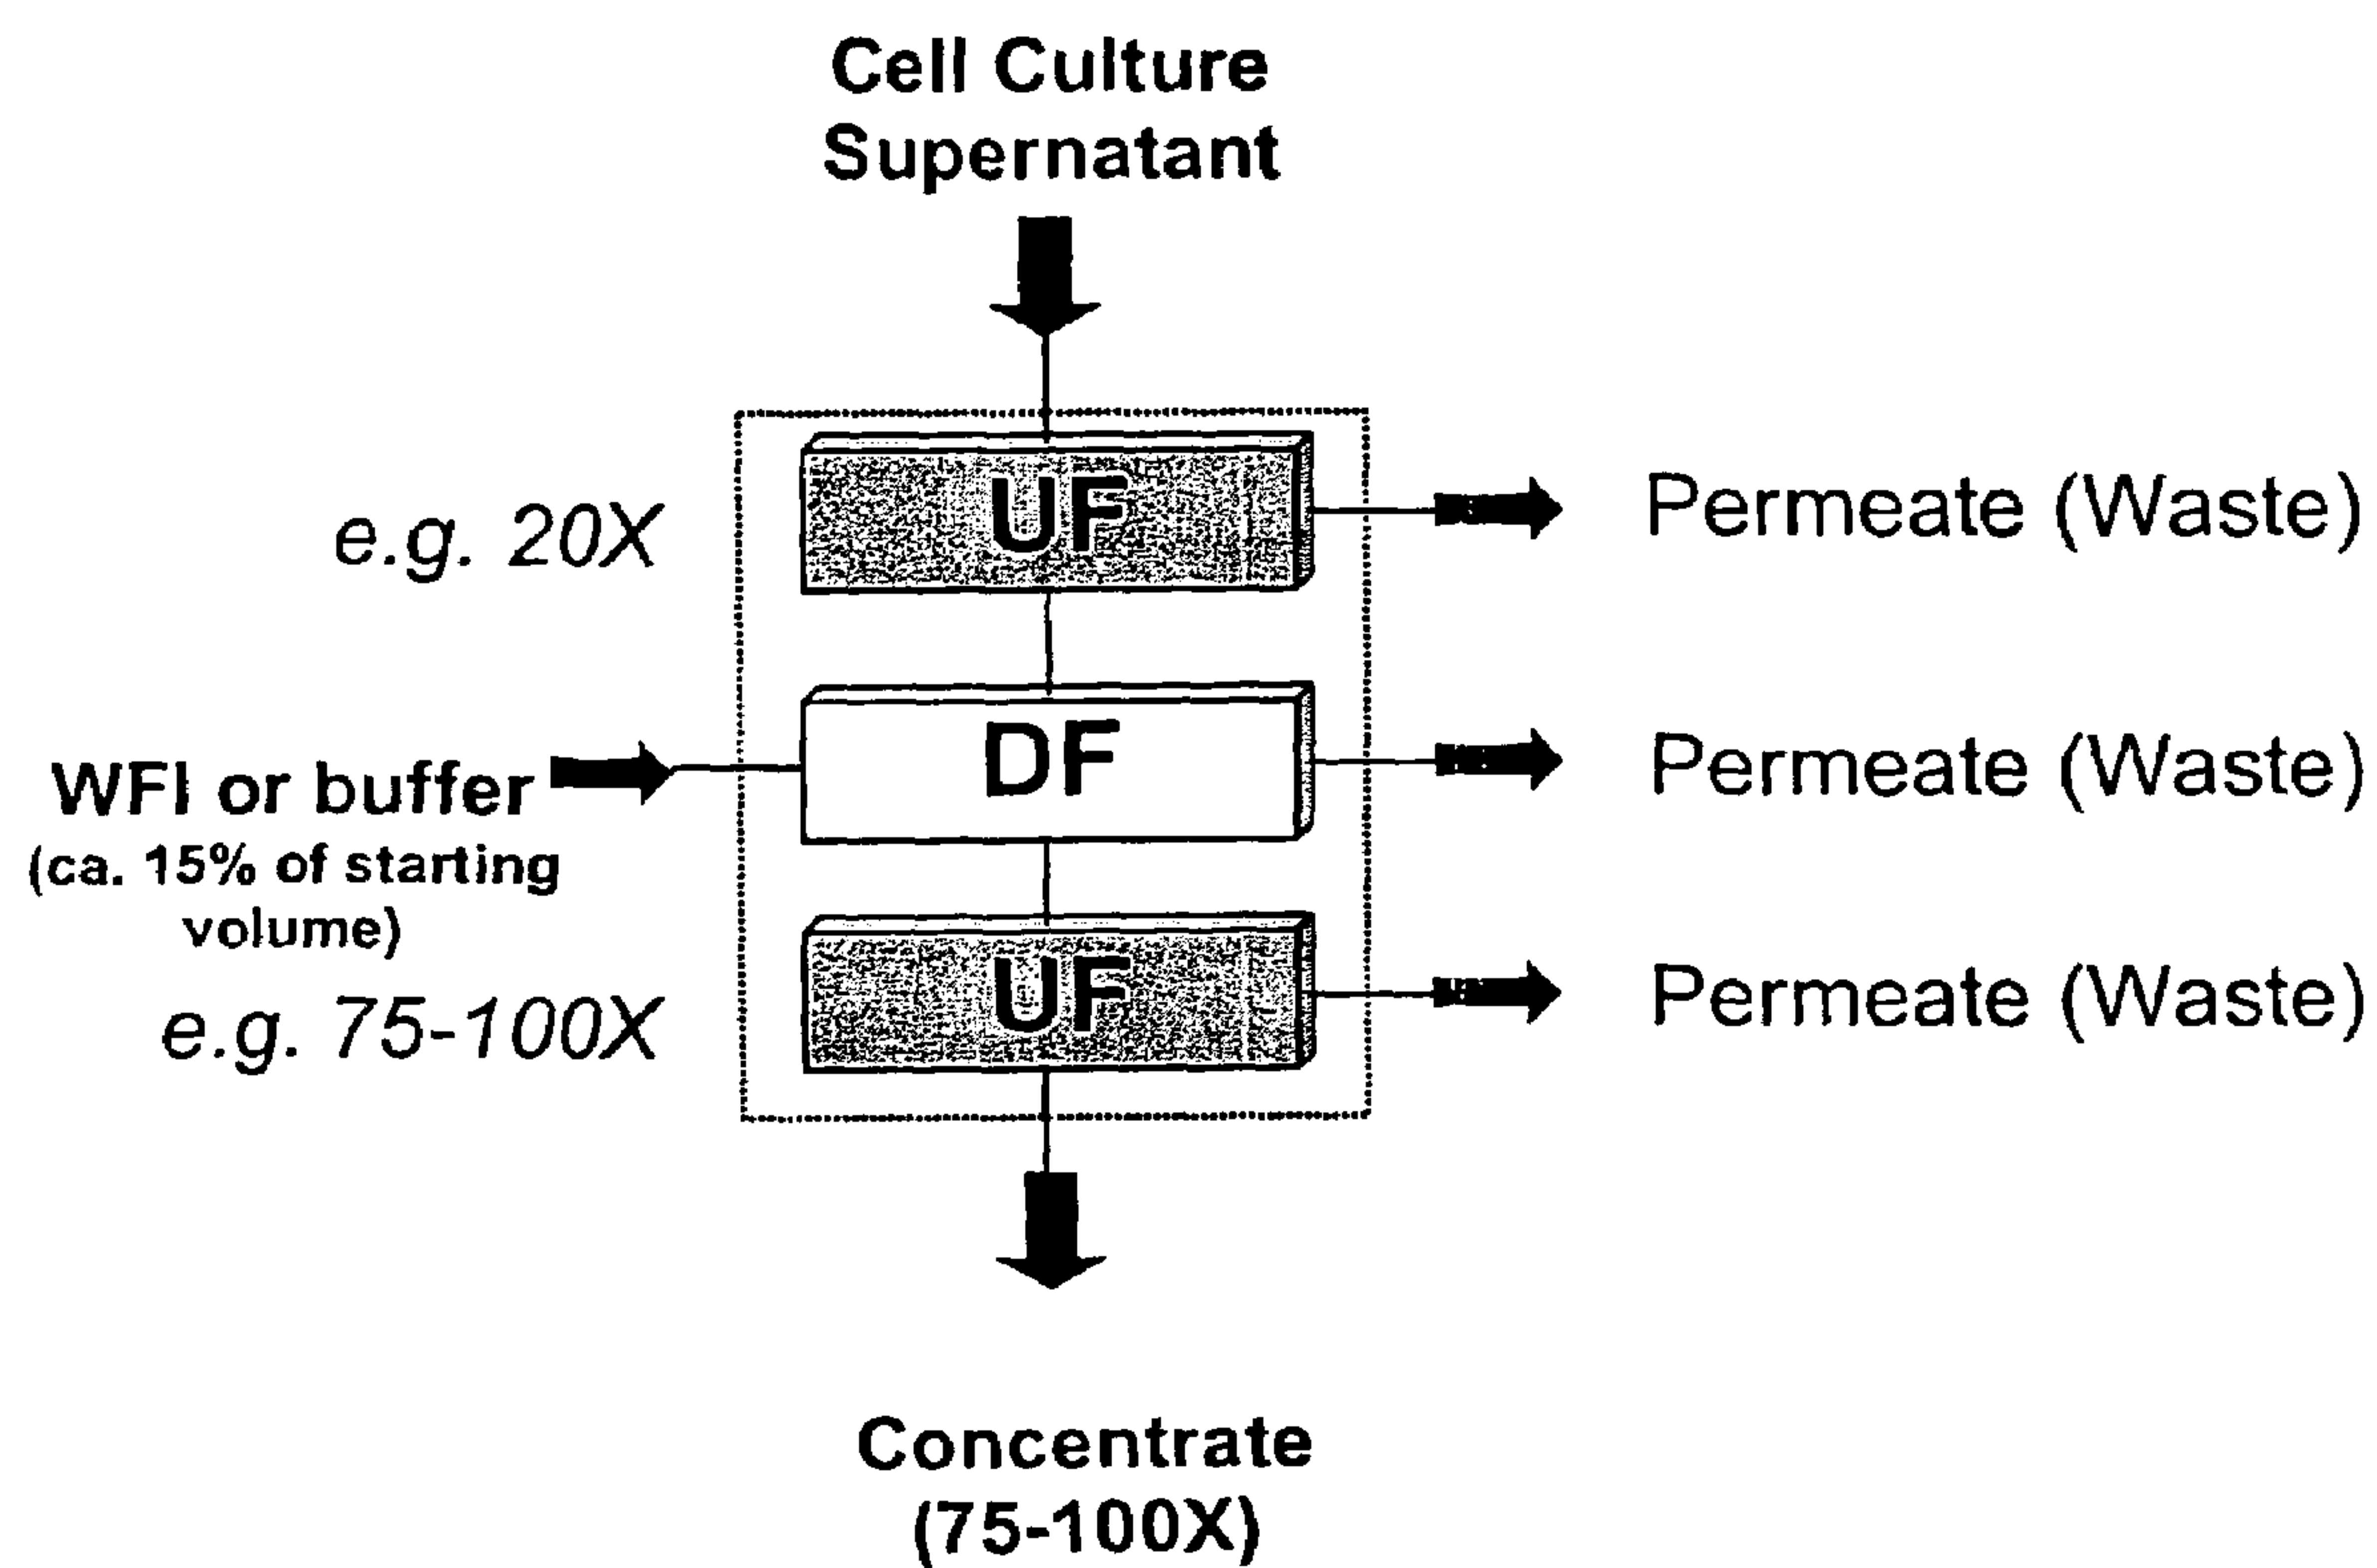 Cell Culture
Supernatant
e.g. 20X
UF
Permeate (Waste)
WFI or buffer
(ca. 15% of starting
volume)
DF
Permeate (Waste)
e.g. 75-100X
UF
Permeate (Waste)
Concentrate
(75-100X)